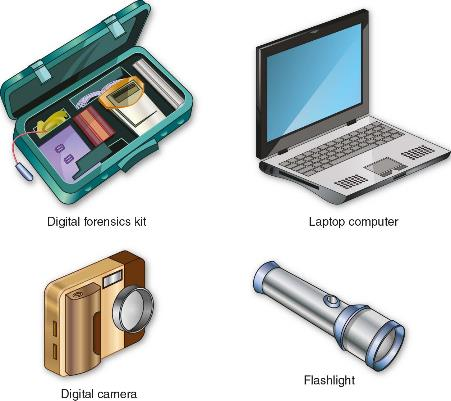 Digital forensics kit
Laptop computer
Digital camera
Flashlight